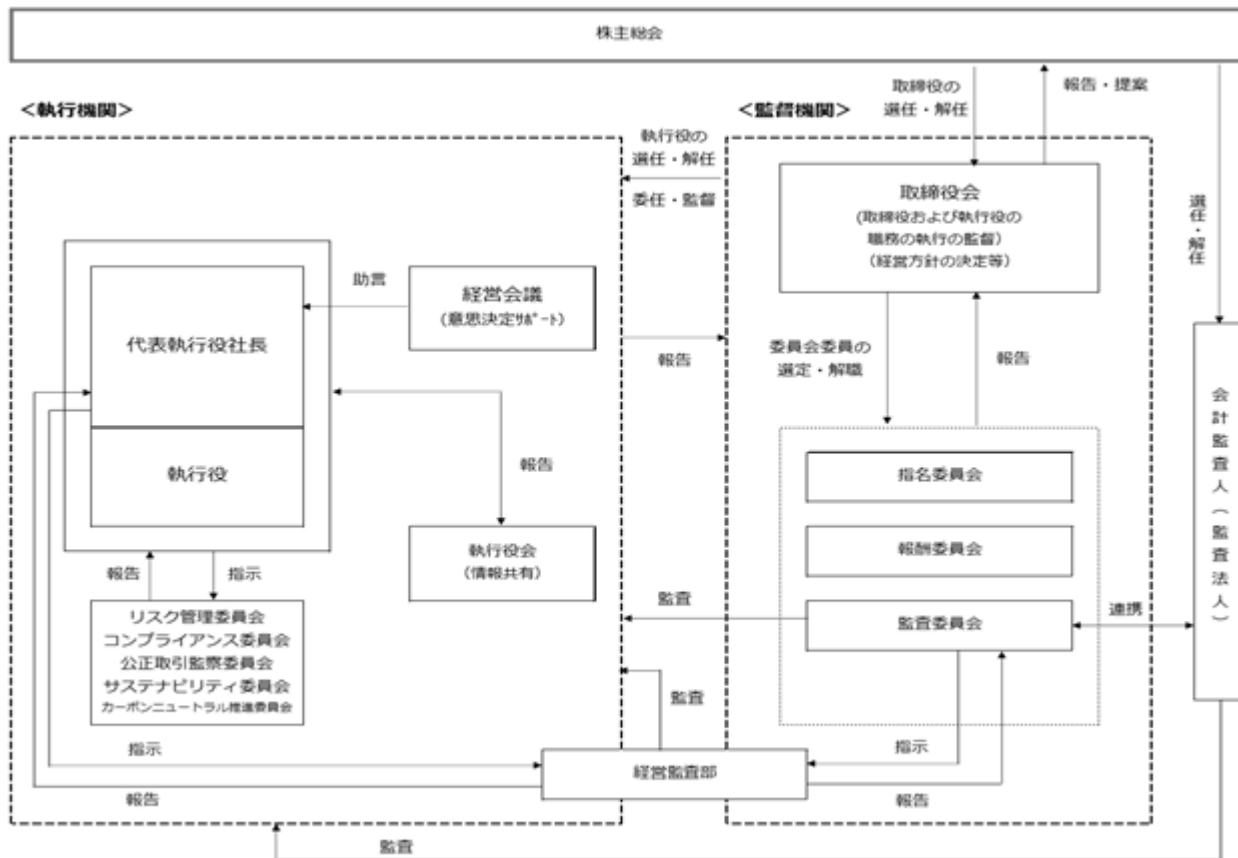 株主総会
<執行機関>
<監督機関>
取締役の
選任・解任
報告・提案
執行役の
選任・解任
委任・監督
取締役会
(取締役および執行役の
職務の執行の監督)
(経営方針の決定等)
選任・解任
代表執行役社長
執行役
助言
経営会議
(意思決定ｻﾎﾟｰﾄ)
報告
委員会委員の
選定・解職
報告
会計監査人(監査法人)
報告
執行役会
(情報共有)
指名委員会
報酬委員会
監査委員会
監査
連携
報告
指示
リスク管理委員会
コンプライアンス委員会
公正取引監察委員会
サステナビリティ委員会
カーボンニュートラル推進委員会
監査
指示
報告
経営監査部
指示
報告
監査